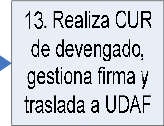 13. Realiza CUR
de devengado,
gestiona firma y
traslada a UDAF